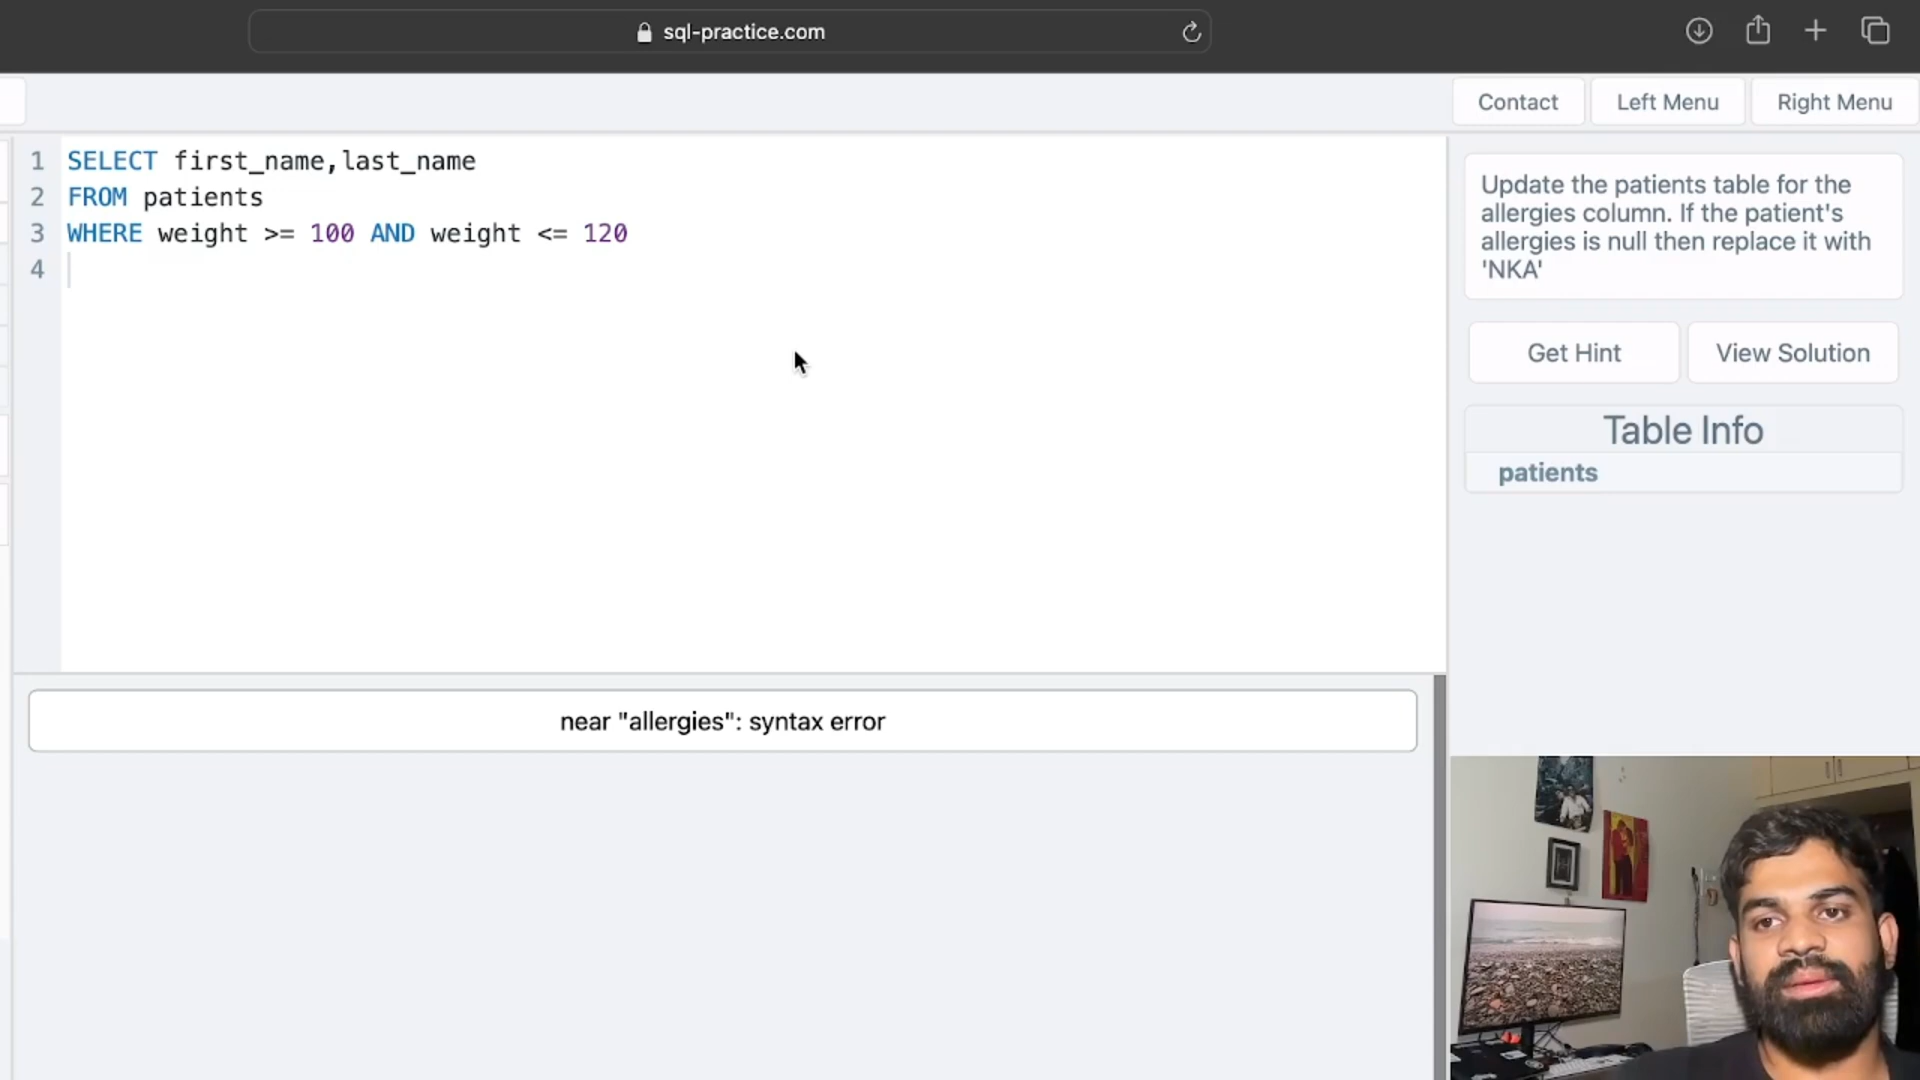 sql-practice.com
Contact
Left Menu
Right Menu
1 SELECT first_name,last_name
2 FROM patients
3 WHERE weight >= 100 AND weight <= 120
4
Update the patients table for the
allergies column. If the patient's
allergies is null then replace it with
'NKA'
Get Hint
View Solution
Table Info
patients
near "allergies": syntax error